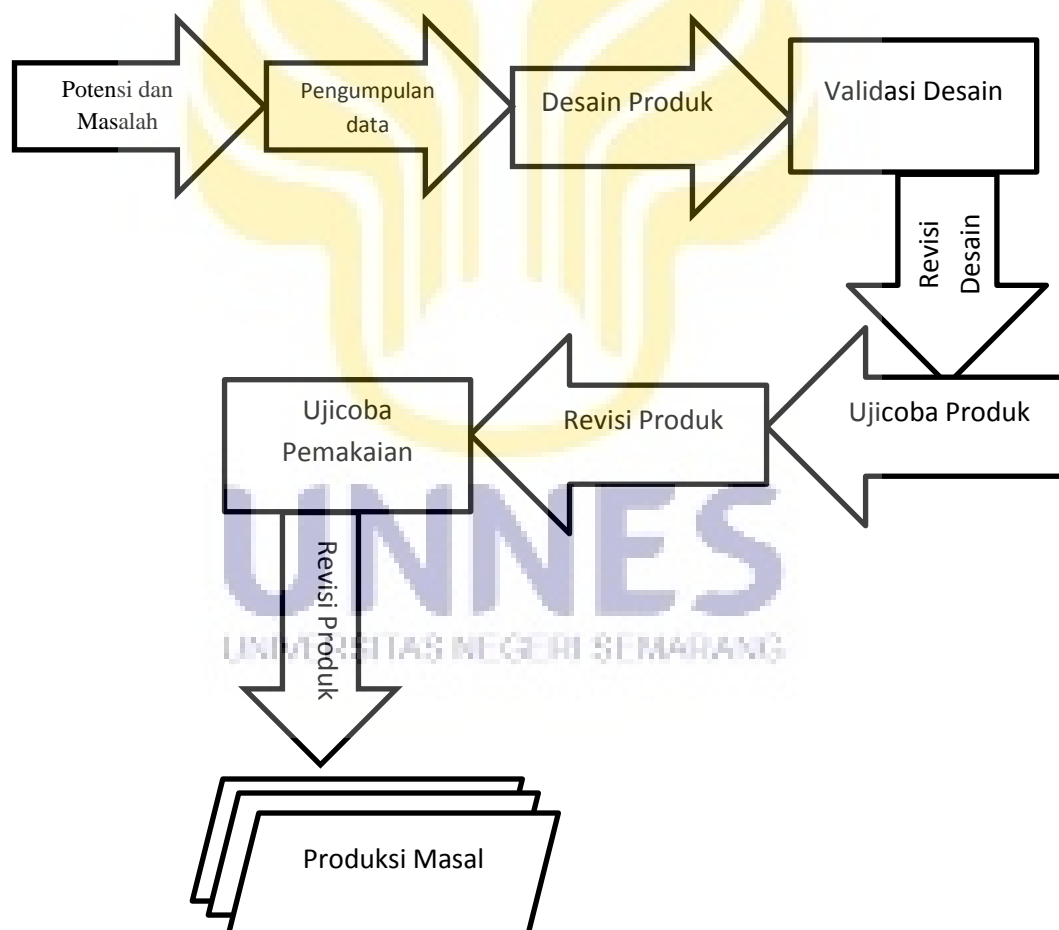 Potensi dan
Masalah
Pengumpulan
data
Desain Produk
Validasi Desain
Revisi
Desain
Ujicoba Produk
Revisi Produk
Ujicoba
Pemakaian
UNNES
UNIVERSITAS NEGERI SEMARANG
Revisi Produk
Produksi Masal